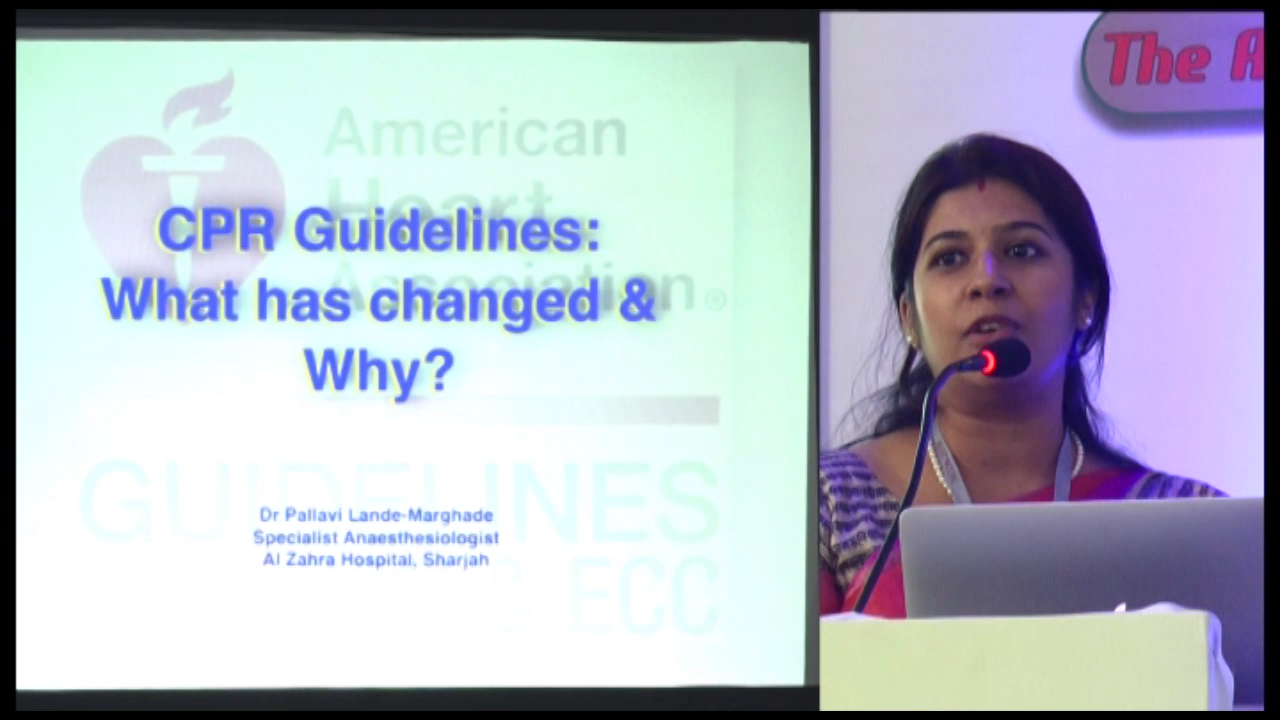 American
Heart
Association®
CPR Guidelines:
What has changed &
Why?
GUIDELINES
Dr Pallavi Lande-Marghade
Specialist Anaesthesiologist
Al Zahra Hospital, Sharjah
ECC
The